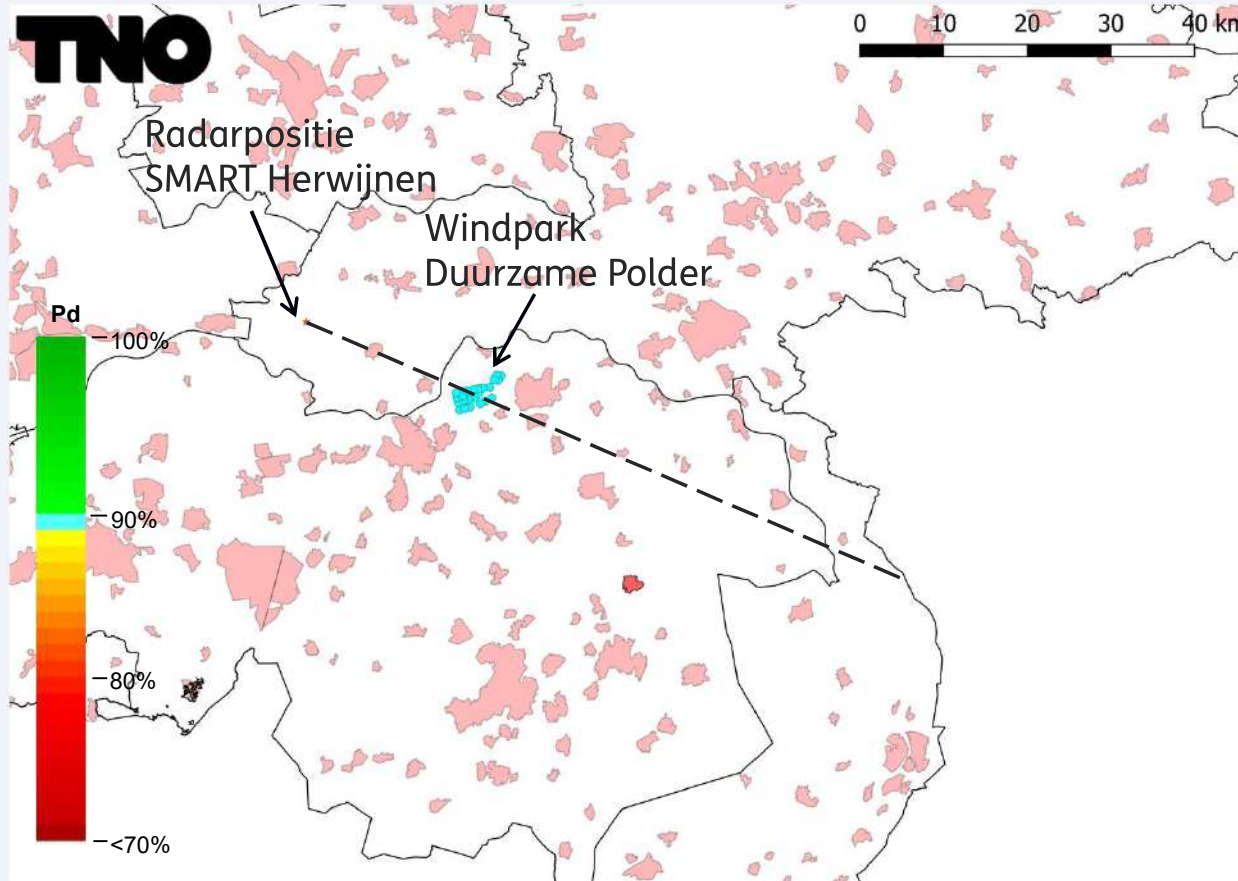 TNO
0 10 20 30 40 km
Radarpositie
SMART Herwijnen
Windpark
Duurzame Polder
Pd
100%
90%
80%
<70%